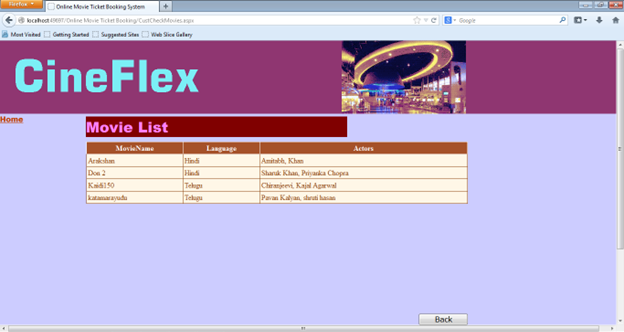 Firefox
Online Movie Ticket Booking System
localhost:49697/Online Movie Ticket Booking/CustCheckMovies.aspx
Google
Most Visited Getting Started Suggested Sites Web Slice Gallery
CineFlex
Home
Movie List
MovieName Language Actors
Arakshan Hindi Amitabh, Khan
Don 2 Hindi Sharuk Khan, Priyanka Chopra
Kaidi150 Telugu Chiranjeevi, Kajal Agarwal
katamarayudu Telugu Pavan Kalyan, shruti hasan
Back